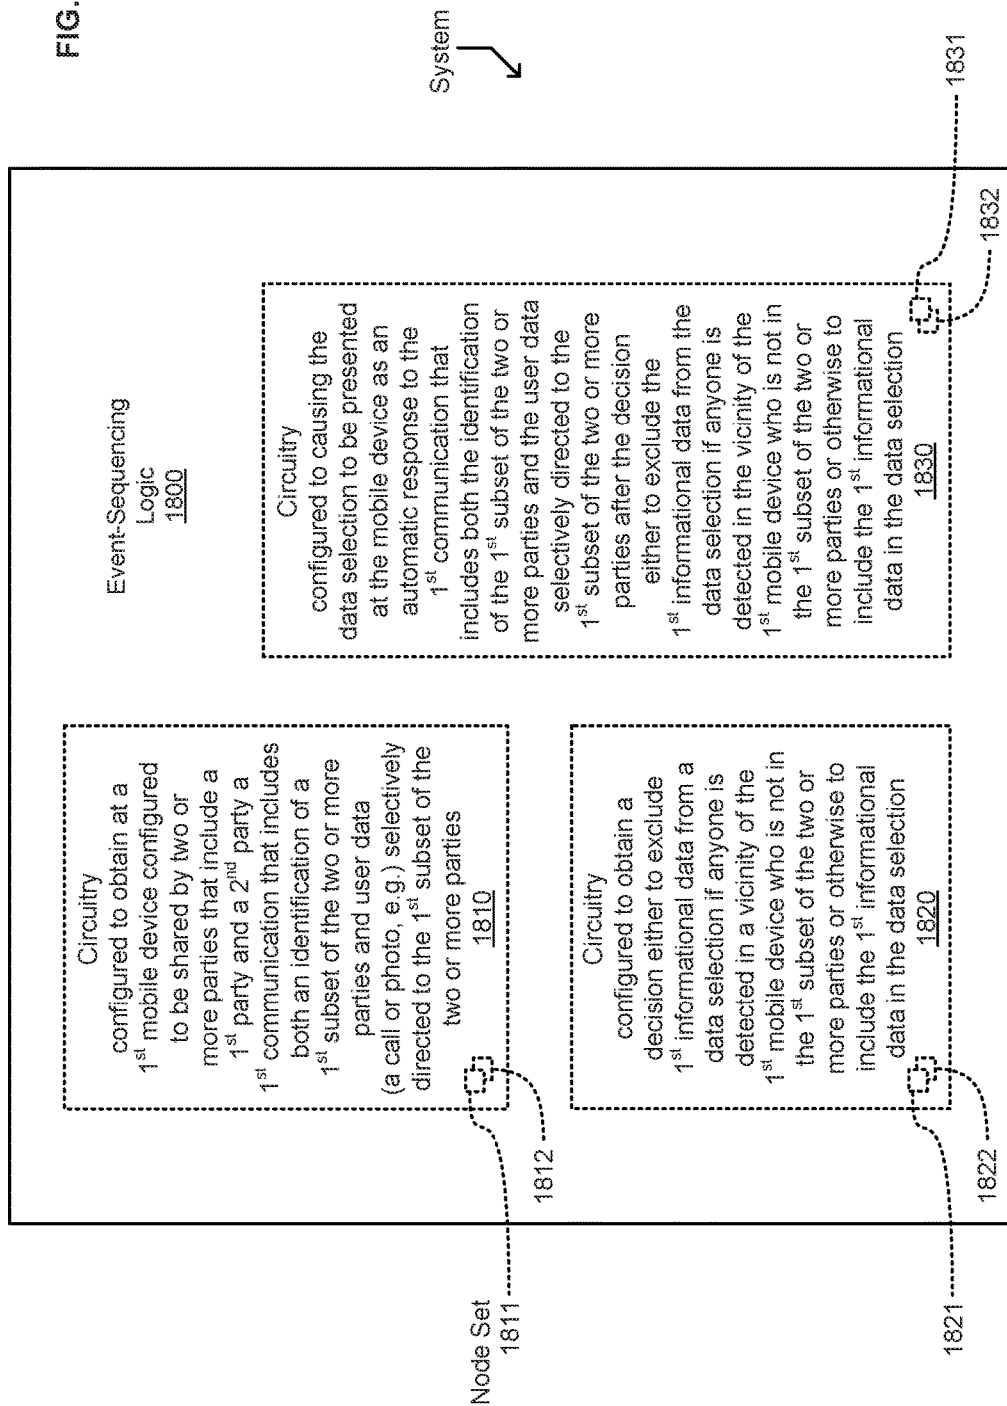 FIG.
System
Event-Sequencing
Logic
1800
Circuitry
configured to obtain at a
1st mobile device configured
to be shared by two or
more parties that include a
1st party and a 2nd party a
1st communication that includes
both an identification of a
1st subset of the two or more
parties and user data
(a call or photo, e.g.) selectively
directed to the 1st subset of the
two or more parties
1810
Node Set
1811
1812
Circuitry
configured to obtain a
decision either to exclude
1st informational data from a
data selection if anyone is
detected in a vicinity of the
1st mobile device who is not in
the 1st subset of the two or
more parties or otherwise to
include the 1st informational
data in the data selection
1820
1821
1822
Circuitry
configured to causing the
data selection to be presented
at the mobile device as an
automatic response to the
1st communication that
includes both the identification
of the 1st subset of the two or
more parties and the user data
selectively directed to the
1st subset of the two or more
parties after the decision
either to exclude the
1st informational data from the
data selection if anyone is
detected in the vicinity of the
1st mobile device who is not in
the 1st subset of the two or
more parties or otherwise to
include the 1st informational
data in the data selection
1830
1831
1832